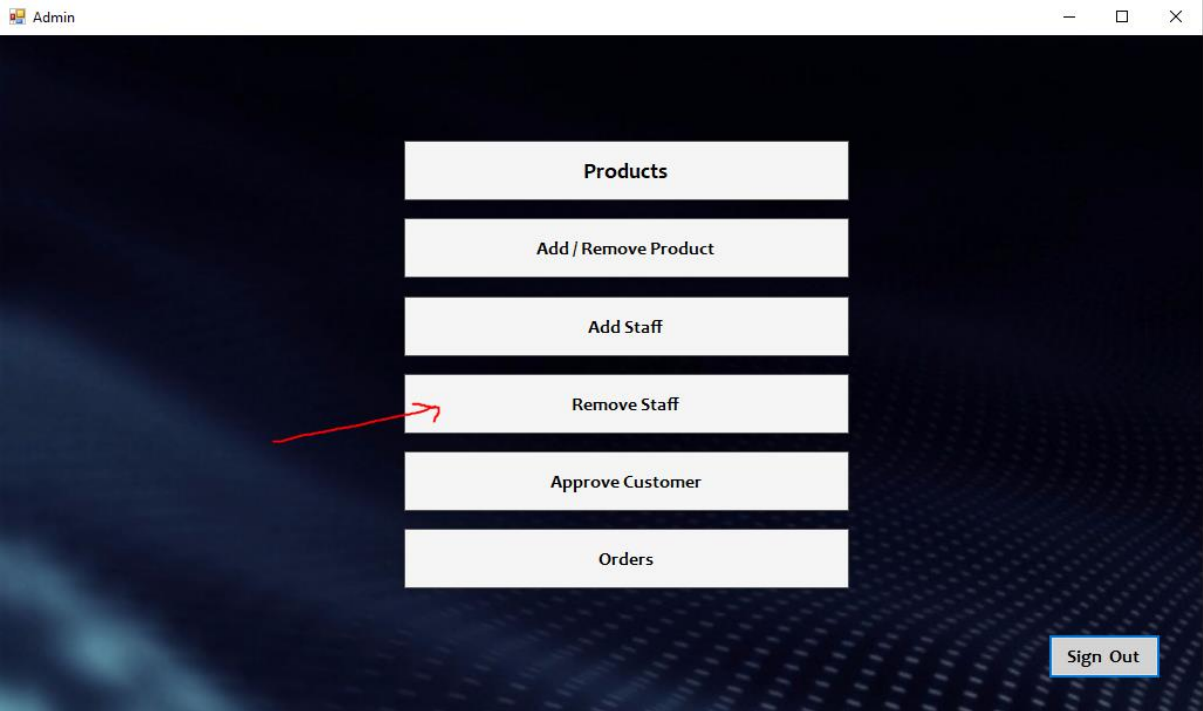 Admin
Products
Add / Remove Product
Add Staff
Remove Staff
Approve Customer
Orders
Sign Out